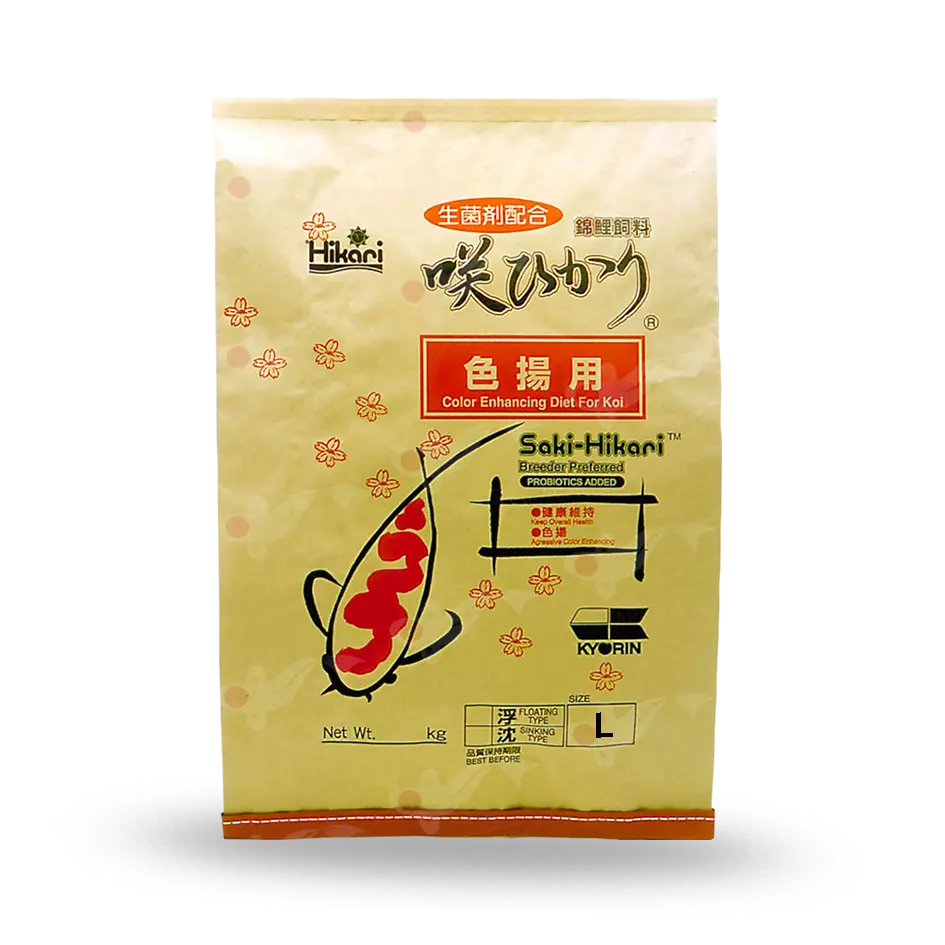 生菌剤配合
錦鯉飼料
Hikari
咲ひかり
®
色揚用
Color Enhancing Diet For Koi
Saki-Hikari™
Breeder Preferred
PROBIOTICS ADDED
●健康維持
Keep Overall Health
●色揚
Agressive Color Enhancing
KYORIN
Net Wt. kg
浮 FLOATING TYPE
沈 SINKING TYPE
SIZE
L
品質保持期限
BEST BEFORE